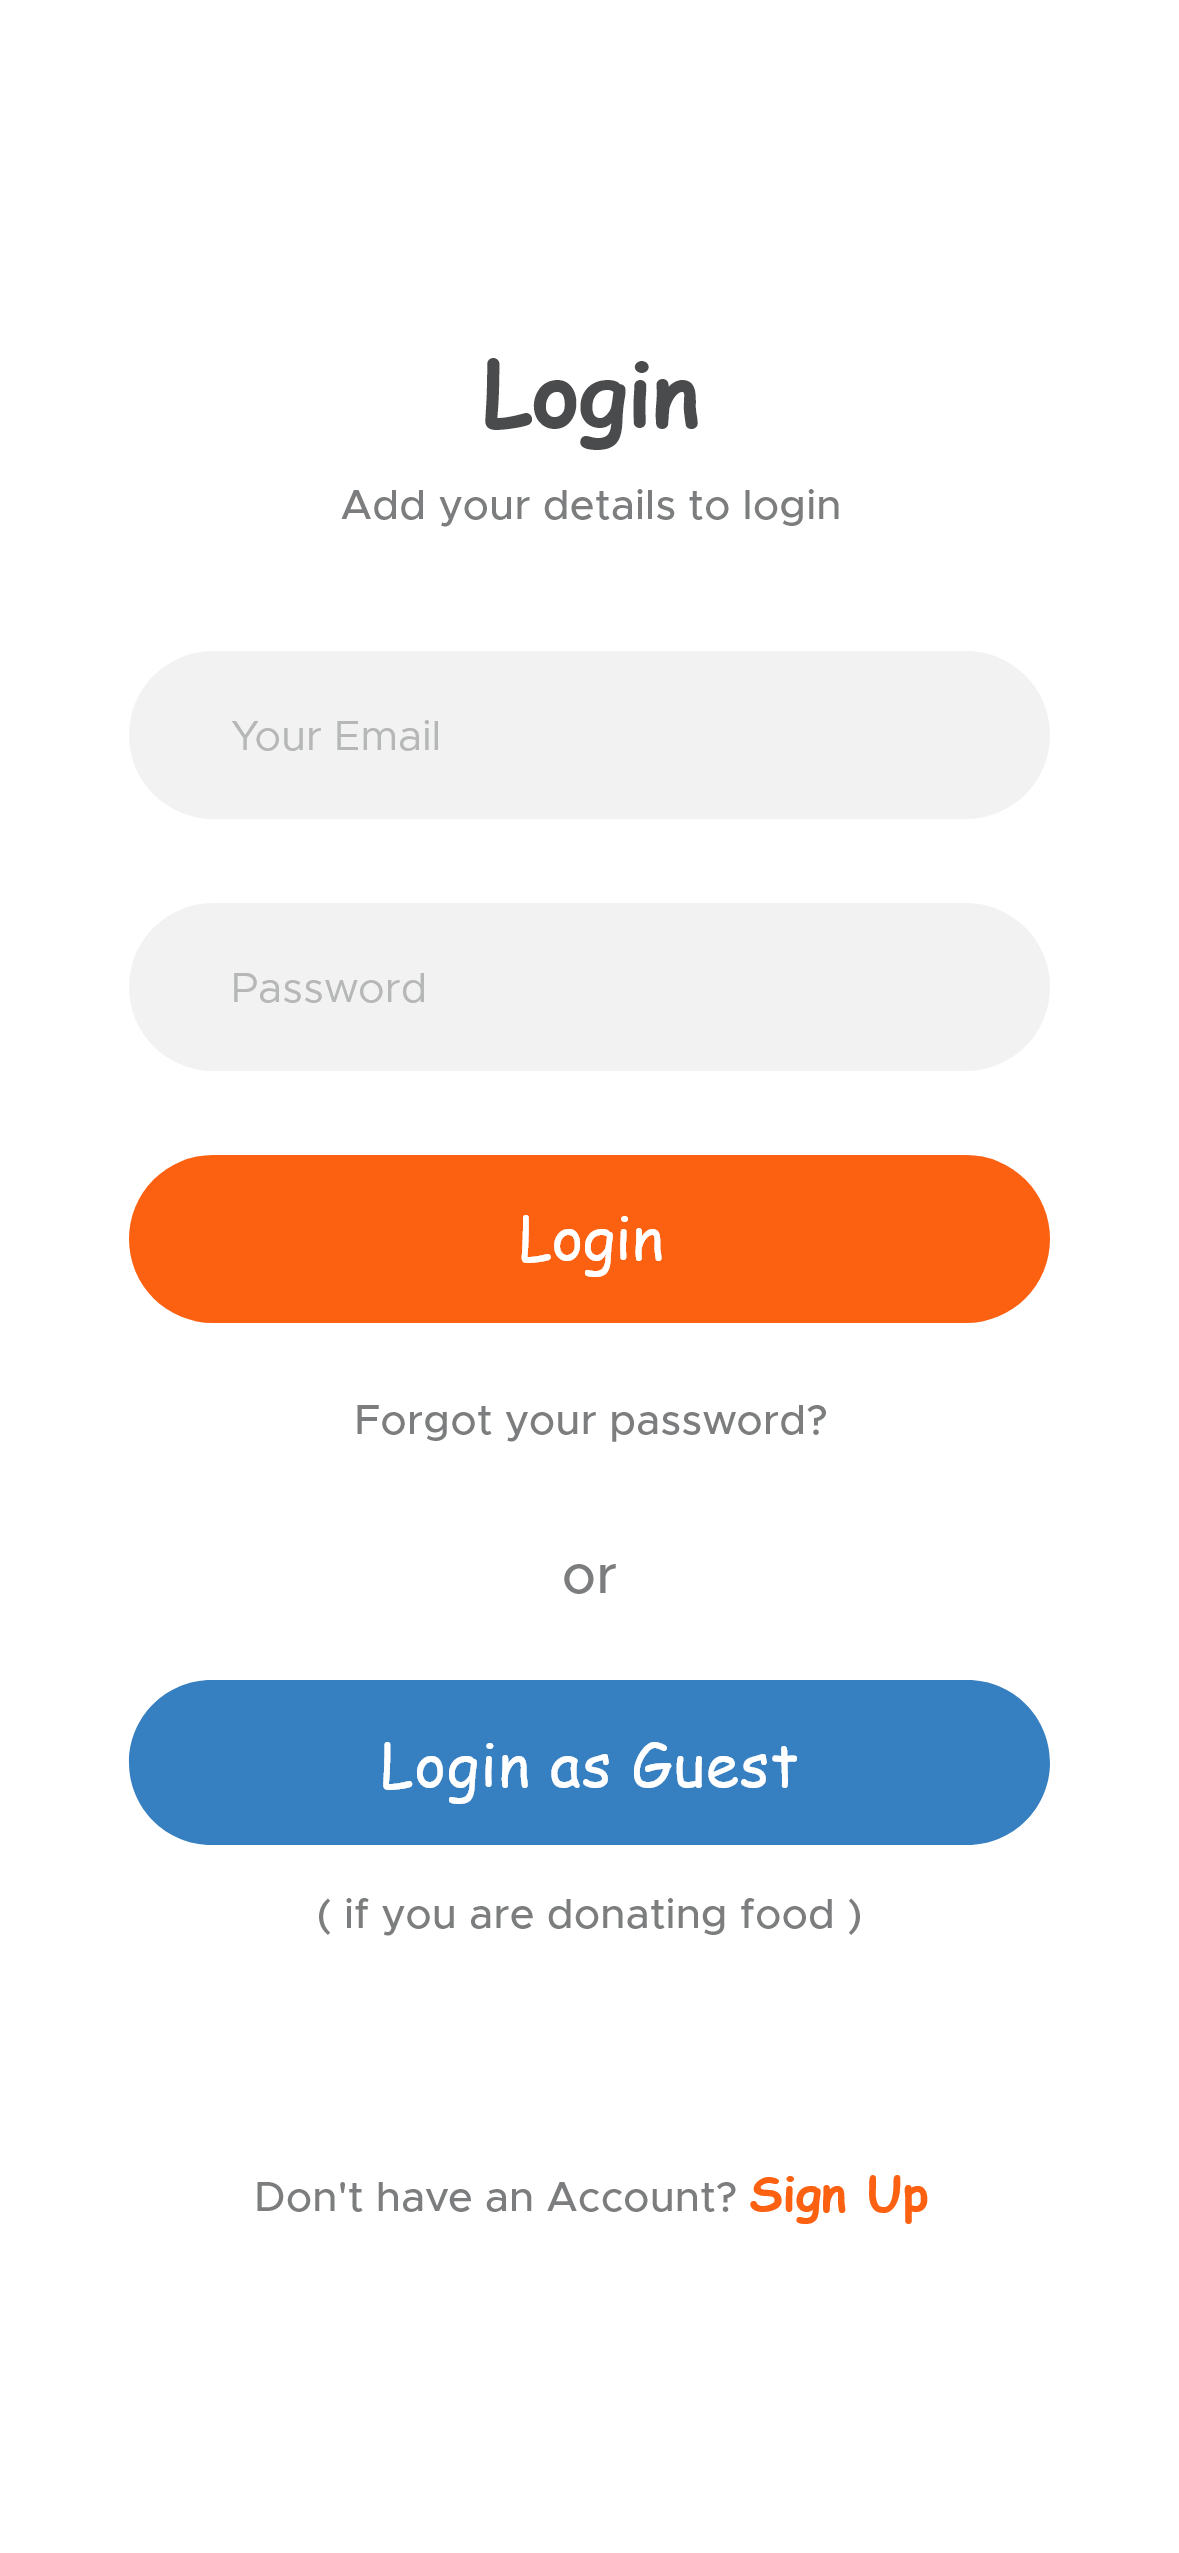 Login
Add your details to login
Your Email
Password
Login
Forgot your password?
or
Login as Guest
( if you are donating food )
Don't have an Account? Sign Up